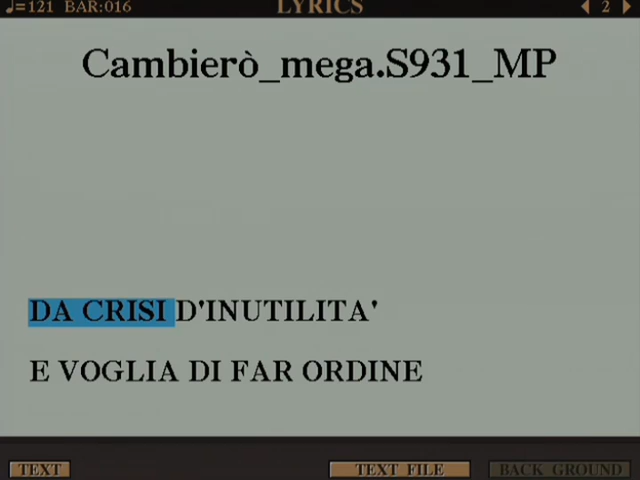 ♩=121 BAR:016 LYRICS 2
Cambierò_mega.S931_MP
DA CRISI D'INUTILITA'
E VOGLIA DI FAR ORDINE
TEXT TEXT FILE BACK GROUND